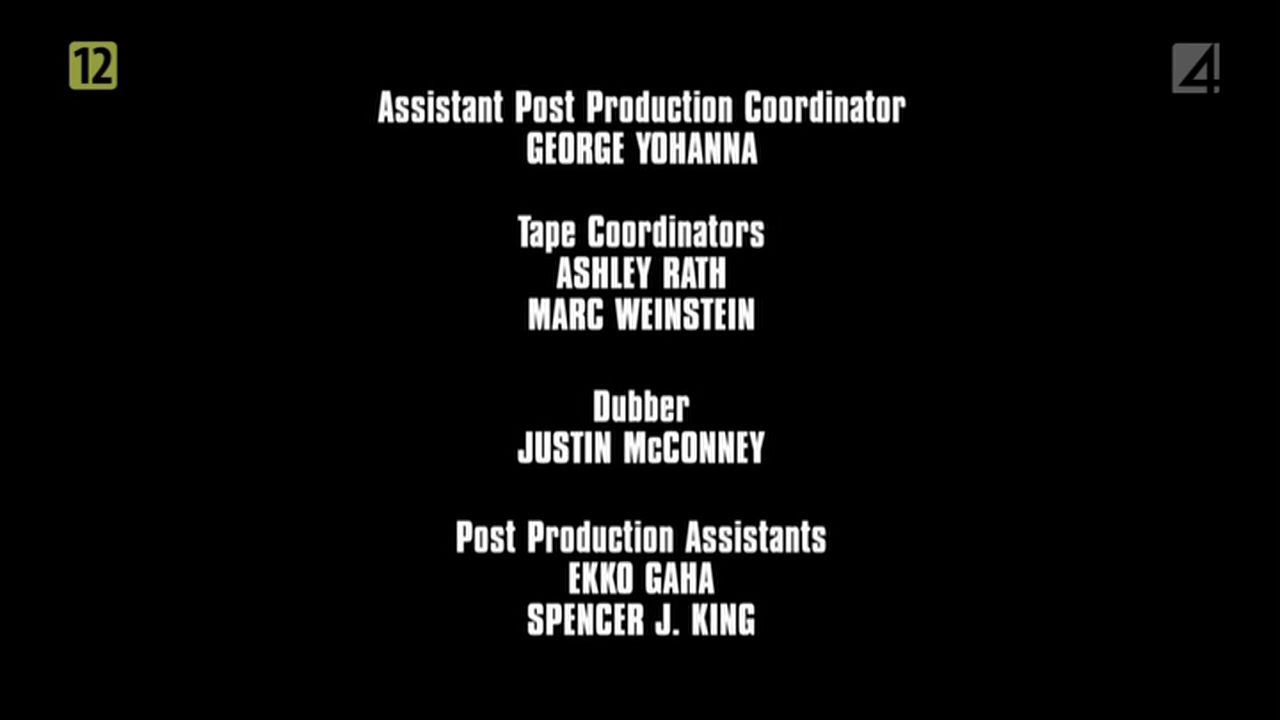 12
4!
Assistant Post Production Coordinator
GEORGE YOHANNA
Tape Coordinators
ASHLEY RATH
MARC WEINSTEIN
Dubber
JUSTIN McCONNEY
Post Production Assistants
EKKO GAHA
SPENCER J. KING